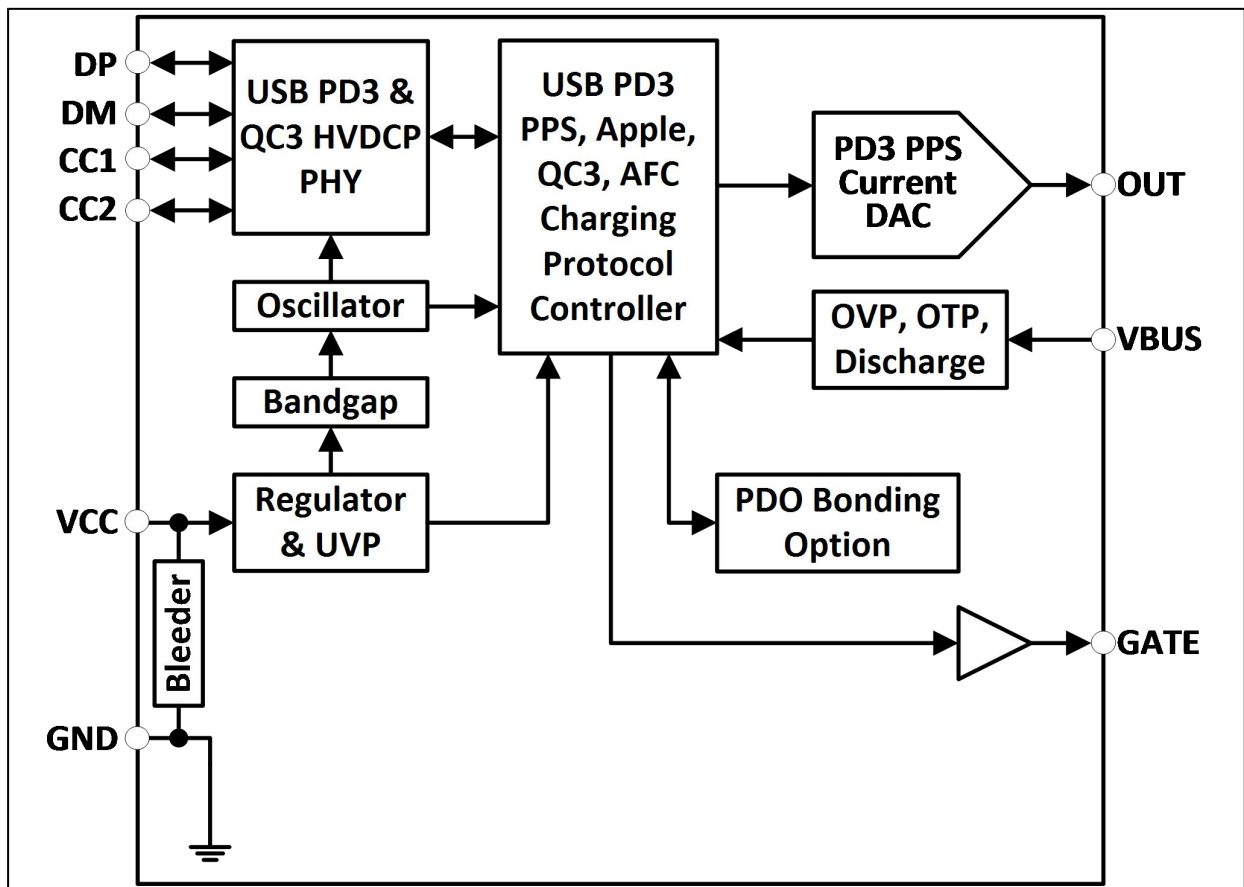 DP
DM
CC1
CC2
USB PD3 &
QC3 HVDCP
PHY
USB PD3
PPS, Apple,
QC3, AFC
Charging
Protocol
Controller
PD3 PPS
Current
DAC
OUT
Oscillator
OVP, OTP,
Discharge
VBUS
Bandgap
VCC
Regulator
& UVP
PDO Bonding
Option
Bleeder
GATE
GND